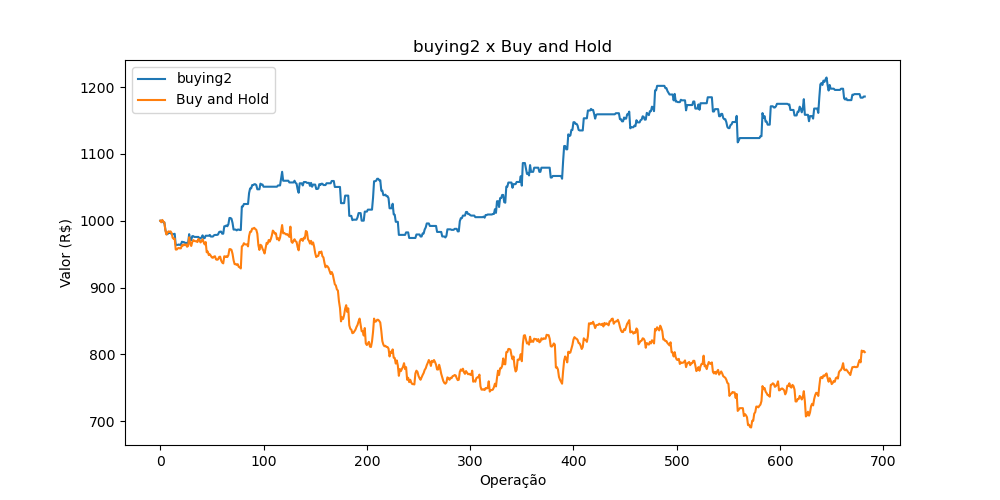 buying2 x Buy and Hold
buying2
Buy and Hold
Valor (R$)
1200
1100
1000
900
800
700
0 100 200 300 400 500 600 700
Operação